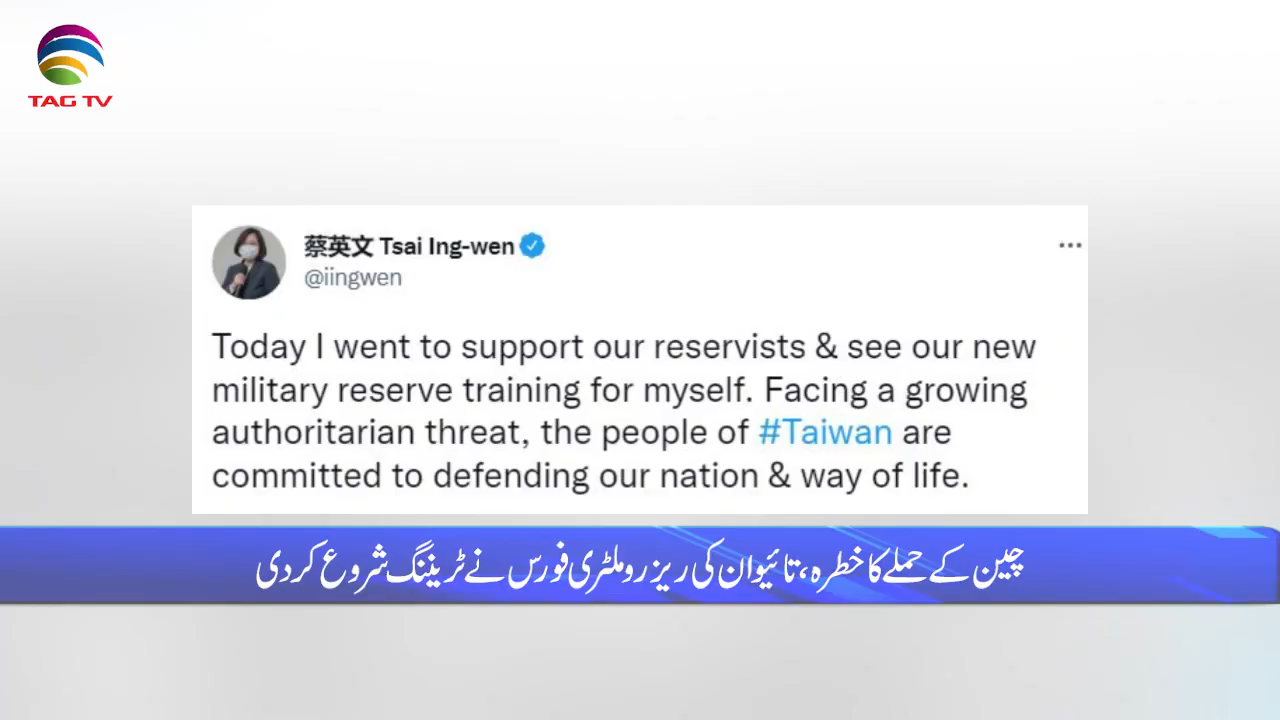 TAG TV
蔡英文 Tsai Ing-wen
@iingwen
Today I went to support our reservists & see our new
military reserve training for myself. Facing a growing
authoritarian threat, the people of #Taiwan are
committed to defending our nation & way of life.
چین کے حملے کا خطرہ، تائیوان کی ریزرو ملٹری فورس نے ٹریننگ شروع کر دی